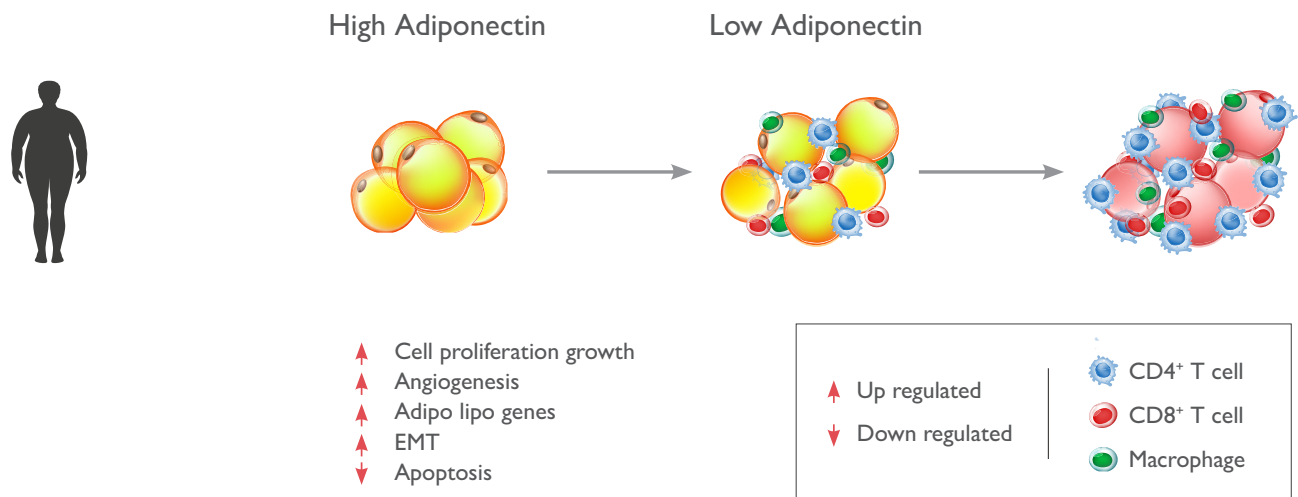 High Adiponectin
Low Adiponectin
Cell proliferation growth
Angiogenesis
Adipo lipo genes
EMT
Apoptosis
Up regulated
Down regulated
CD4⁺ T cell
CD8⁺ T cell
Macrophage